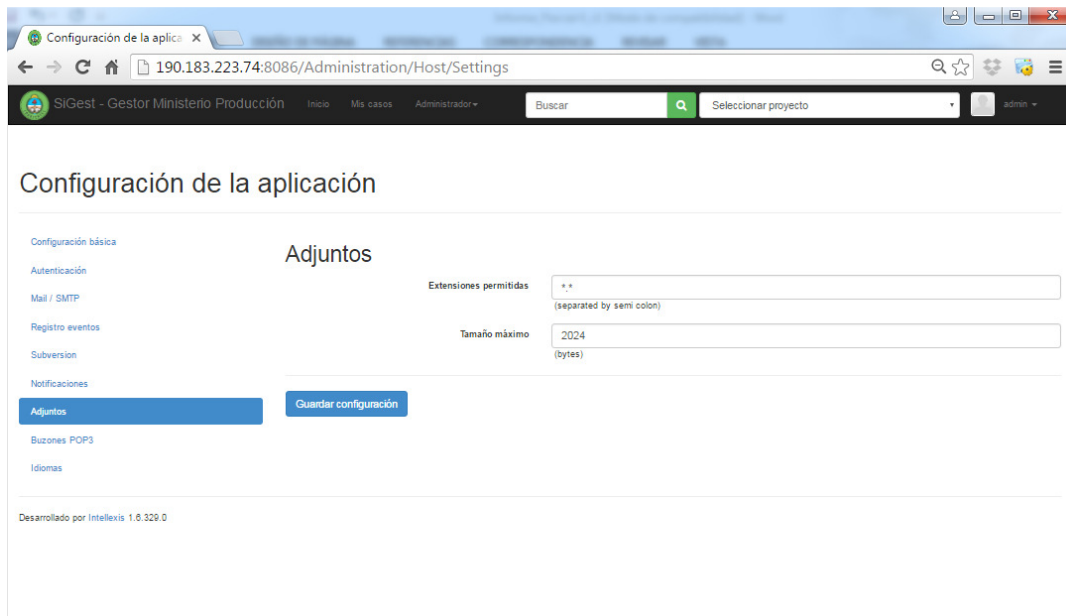 Configuración de la aplica
190.183.223.74:8086/Administration/Host/Settings
SiGest - Gestor Ministerio Producción Inicio Mis casos Administrador Buscar Seleccionar proyecto admin
Configuración de la aplicación
Configuración básica
Autenticación
Mail / SMTP
Registro eventos
Subversion
Notificaciones
Adjuntos
Buzones POP3
Idiomas
Adjuntos
Extensiones permitidas *.*
(separated by semi colon)
Tamaño máximo 2024
(bytes)
Guardar configuración
Desarrollado por Intellexis 1.6.329.0